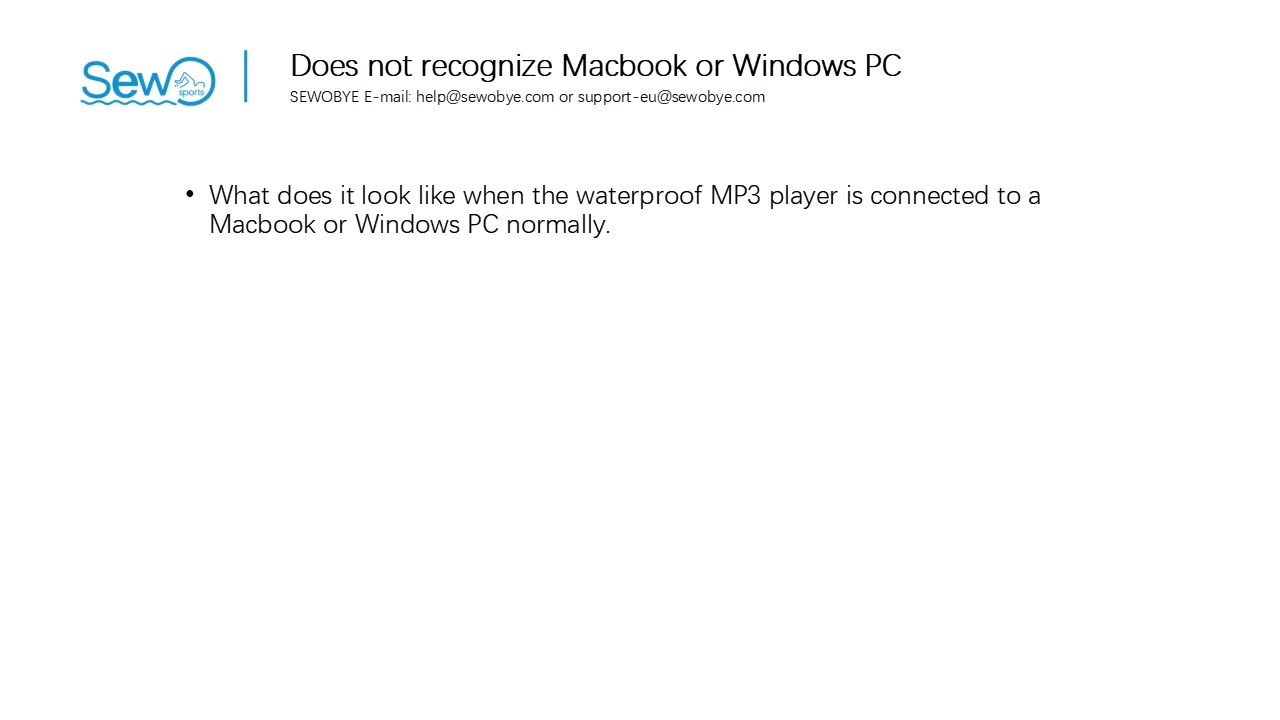 Sew
sports
Does not recognize Macbook or Windows PC
SEWOBYE E-mail: help@sewobye.com or support-eu@sewobye.com
• What does it look like when the waterproof MP3 player is connected to a
Macbook or Windows PC normally.